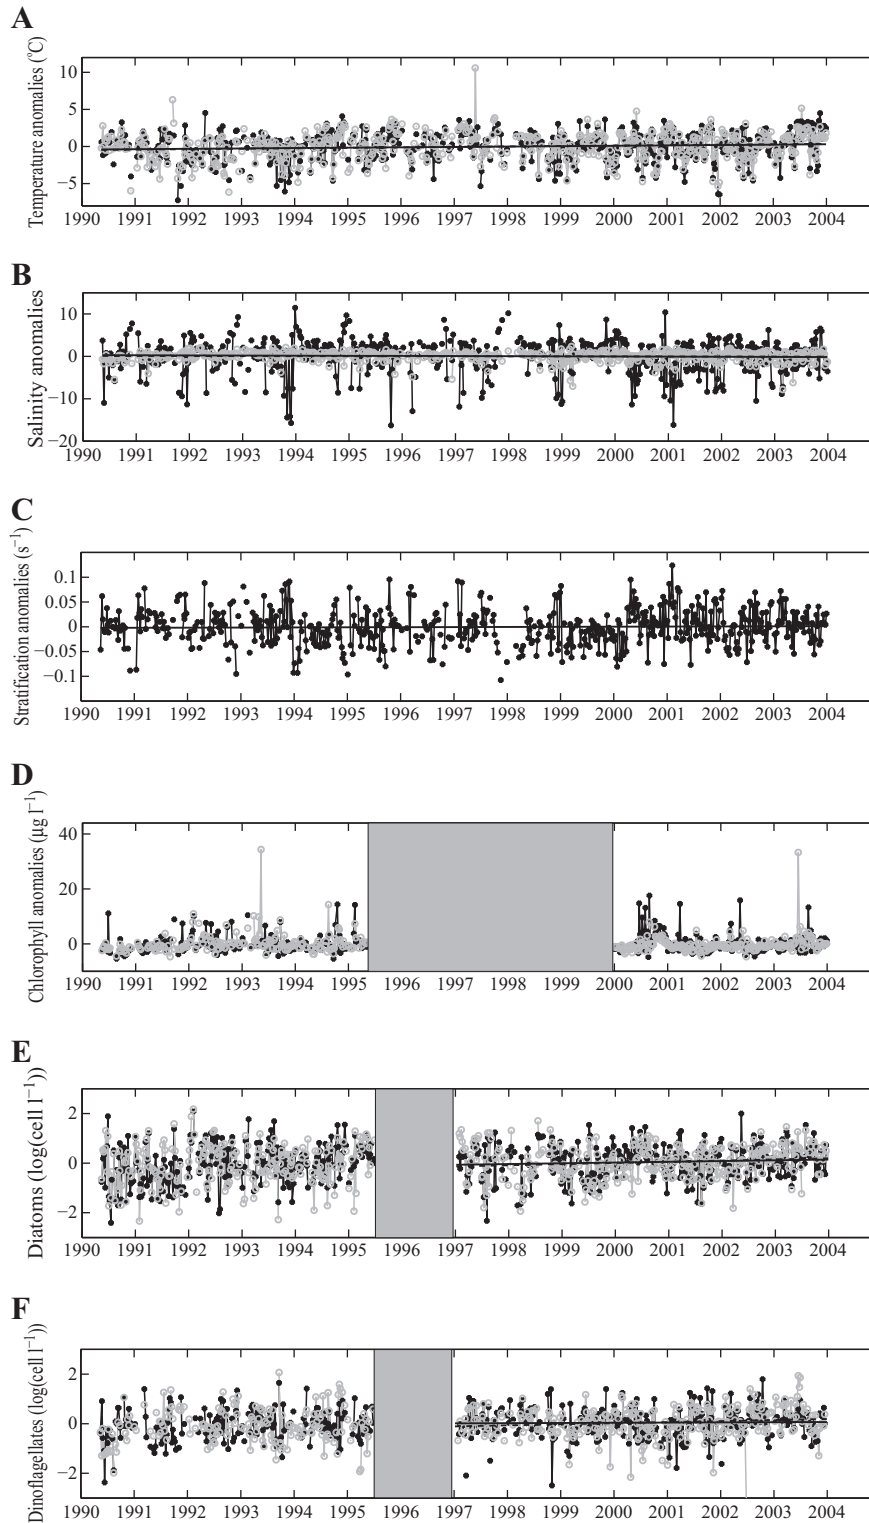 A
Temperature anomalies (°C)
10
5
0
−5
1990 1991 1992 1993 1994 1995 1996 1997 1998 1999 2000 2001 2002 2003 2004
B
Salinity anomalies
10
0
−10
−20
1990 1991 1992 1993 1994 1995 1996 1997 1998 1999 2000 2001 2002 2003 2004
C
Stratification anomalies (s⁻¹)
0.1
0.05
0
−0.05
−0.1
1990 1991 1992 1993 1994 1995 1996 1997 1998 1999 2000 2001 2002 2003 2004
D
Chlorophyll anomalies (µg l⁻¹)
40
20
0
1990 1991 1992 1993 1994 1995 1996 1997 1998 1999 2000 2001 2002 2003 2004
E
Diatoms (log(cell l⁻¹))
2
0
−2
1990 1991 1992 1993 1994 1995 1996 1997 1998 1999 2000 2001 2002 2003 2004
F
Dinoflagellates (log(cell l⁻¹))
2
0
−2
1990 1991 1992 1993 1994 1995 1996 1997 1998 1999 2000 2001 2002 2003 2004